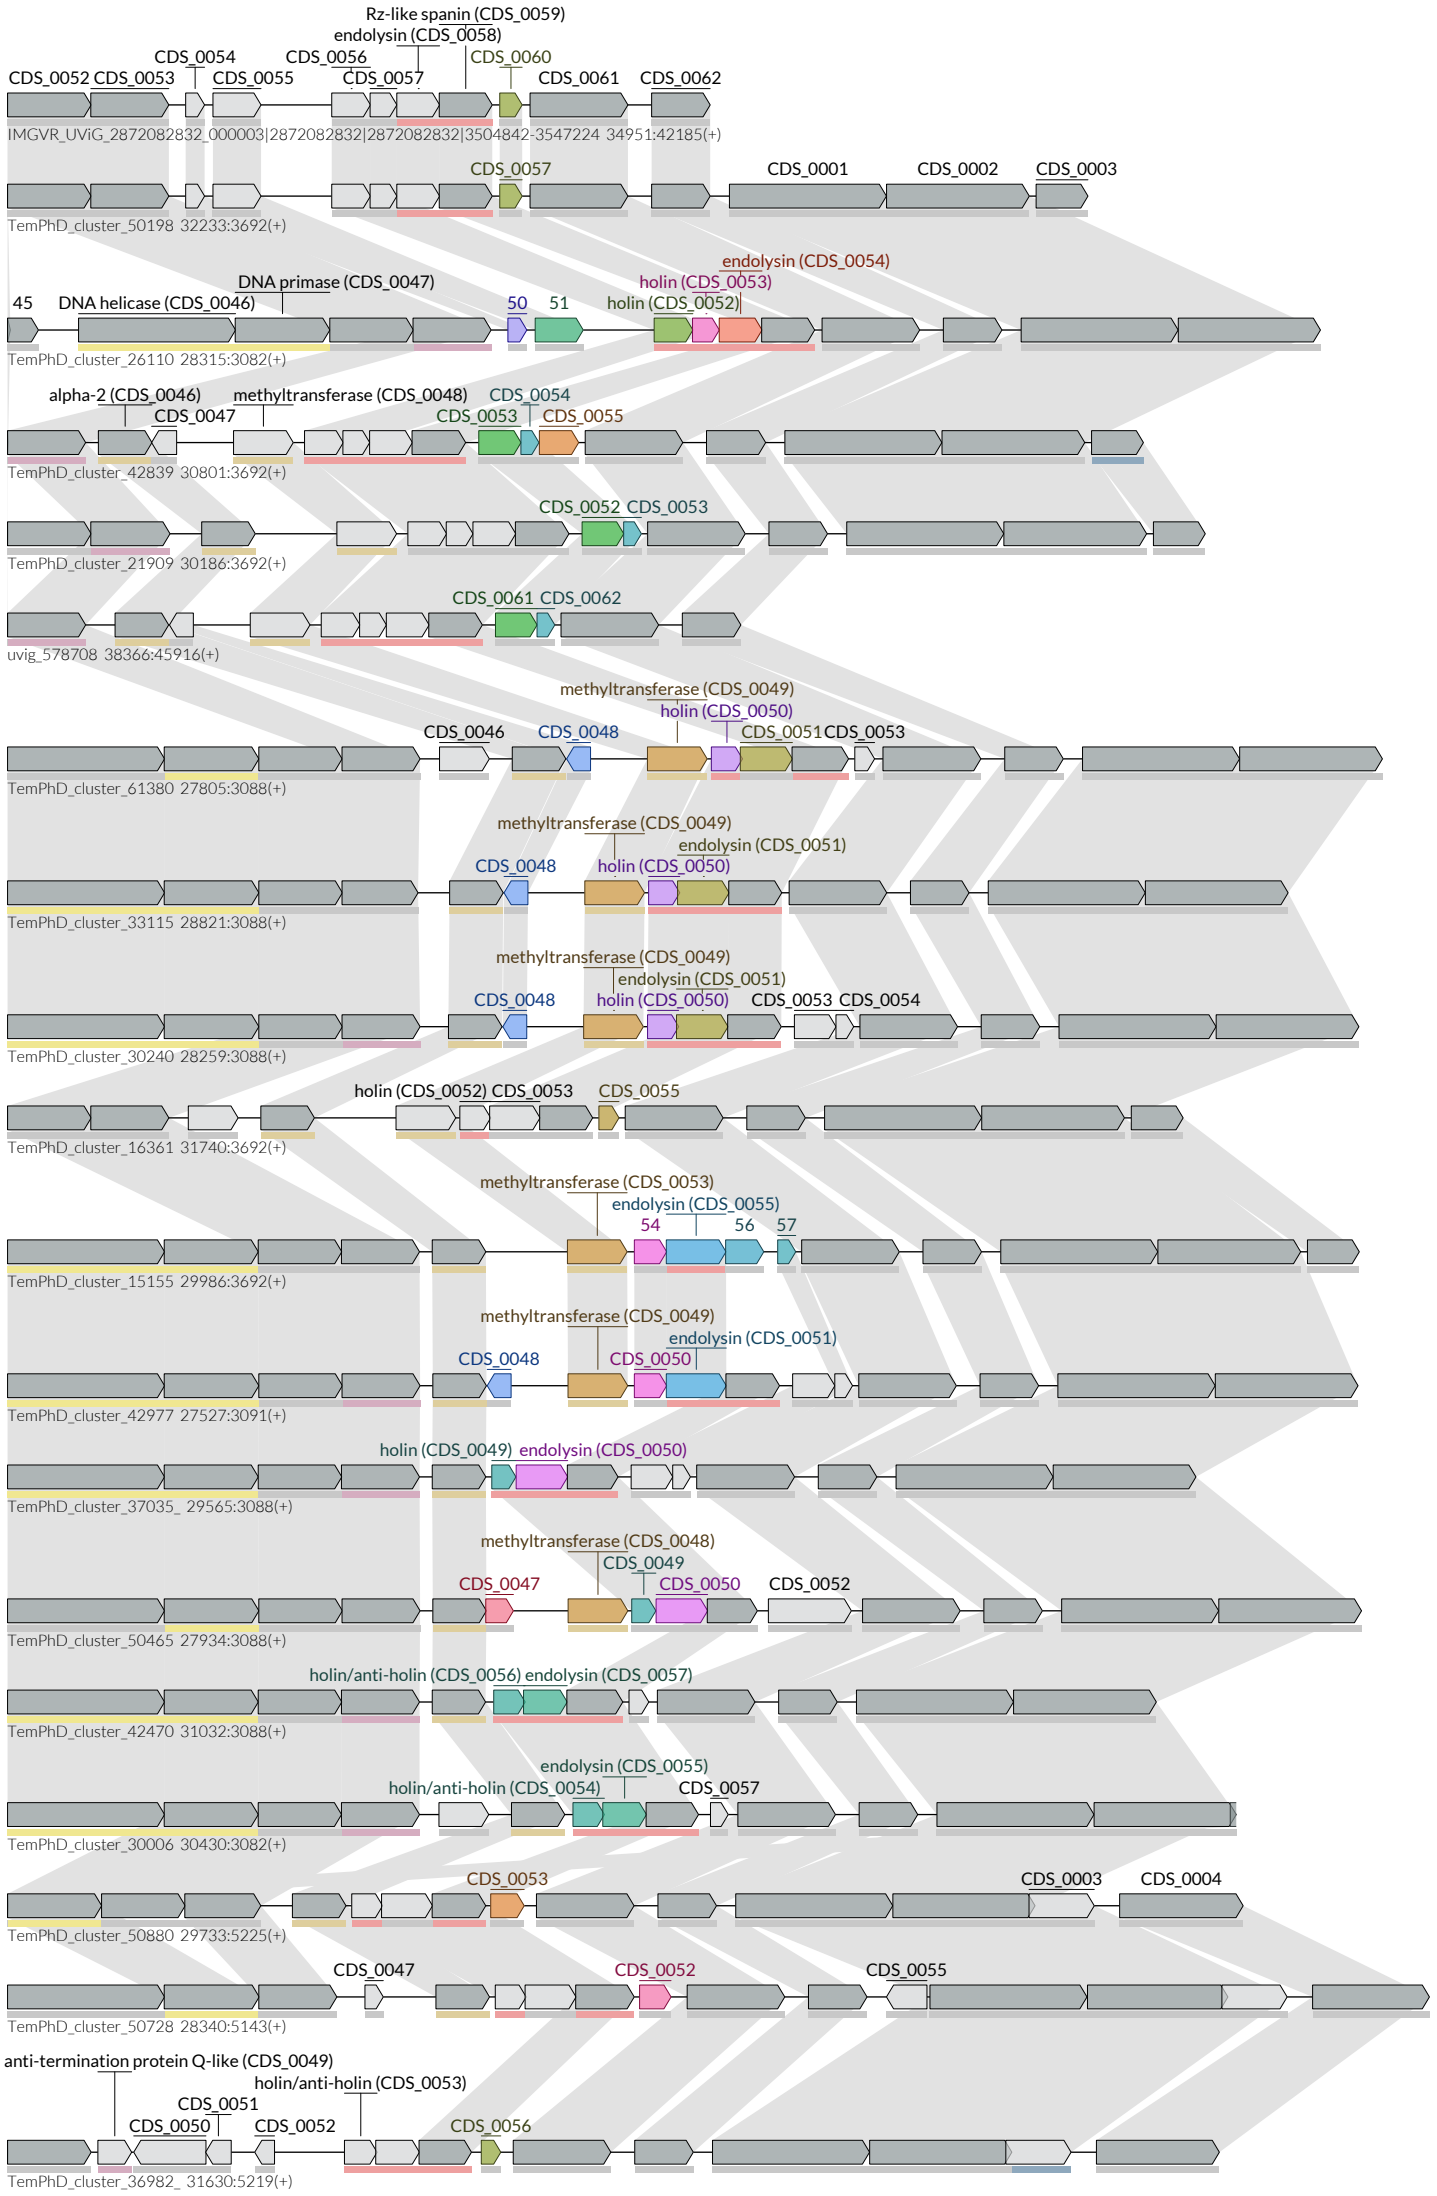 Rz-like spanin (CDS_0059)
endolysin (CDS_0058)
CDS_0054 CDS_0056 CDS_0060
CDS_0052 CDS_0053 CDS_0055 CDS_0057 CDS_0061 CDS_0062
IMGVR_UViG_2872082832_000003|2872082832|2872082832|3504842-3547224 34951:42185(+)
CDS_0057 CDS_0001 CDS_0002 CDS_0003
TemPhD_cluster_50198 32233:3692(+)
endolysin (CDS_0054)
DNA primase (CDS_0047) holin (CDS_0053)
45 DNA helicase (CDS_0046) 50 51 holin (CDS_0052)
TemPhD_cluster_26110 28315:3082(+)
alpha-2 (CDS_0046) methyltransferase (CDS_0048) CDS_0054
CDS_0047 CDS_0053 CDS_0055
TemPhD_cluster_42839 30801:3692(+)
CDS_0052 CDS_0053
TemPhD_cluster_21909 30186:3692(+)
CDS_0061 CDS_0062
uvig_578708 38366:45916(+)
methyltransferase (CDS_0049)
holin (CDS_0050)
CDS_0046 CDS_0048 CDS_0051 CDS_0053
TemPhD_cluster_61380 27805:3088(+)
methyltransferase (CDS_0049)
endolysin (CDS_0051)
CDS_0048 holin (CDS_0050)
TemPhD_cluster_33115 28821:3088(+)
methyltransferase (CDS_0049)
endolysin (CDS_0051)
CDS_0048 holin (CDS_0050) CDS_0053 CDS_0054
TemPhD_cluster_30240 28259:3088(+)
holin (CDS_0052) CDS_0053 CDS_0055
TemPhD_cluster_16361 31740:3692(+)
methyltransferase (CDS_0053)
endolysin (CDS_0055)
54 56 57
TemPhD_cluster_15155 29986:3692(+)
methyltransferase (CDS_0049)
endolysin (CDS_0051)
CDS_0048 CDS_0050
TemPhD_cluster_42977 27527:3091(+)
holin (CDS_0049) endolysin (CDS_0050)
TemPhD_cluster_37035_ 29565:3088(+)
methyltransferase (CDS_0048)
CDS_0049
CDS_0047 CDS_0050 CDS_0052
TemPhD_cluster_50465 27934:3088(+)
holin/anti-holin (CDS_0056) endolysin (CDS_0057)
TemPhD_cluster_42470 31032:3088(+)
endolysin (CDS_0055)
holin/anti-holin (CDS_0054) CDS_0057
TemPhD_cluster_30006 30430:3082(+)
CDS_0053 CDS_0003 CDS_0004
TemPhD_cluster_50880 29733:5225(+)
CDS_0047 CDS_0052 CDS_0055
TemPhD_cluster_50728 28340:5143(+)
anti-termination protein Q-like (CDS_0049)
holin/anti-holin (CDS_0053)
CDS_0051
CDS_0050 CDS_0052 CDS_0056
TemPhD_cluster_36982_ 31630:5219(+)